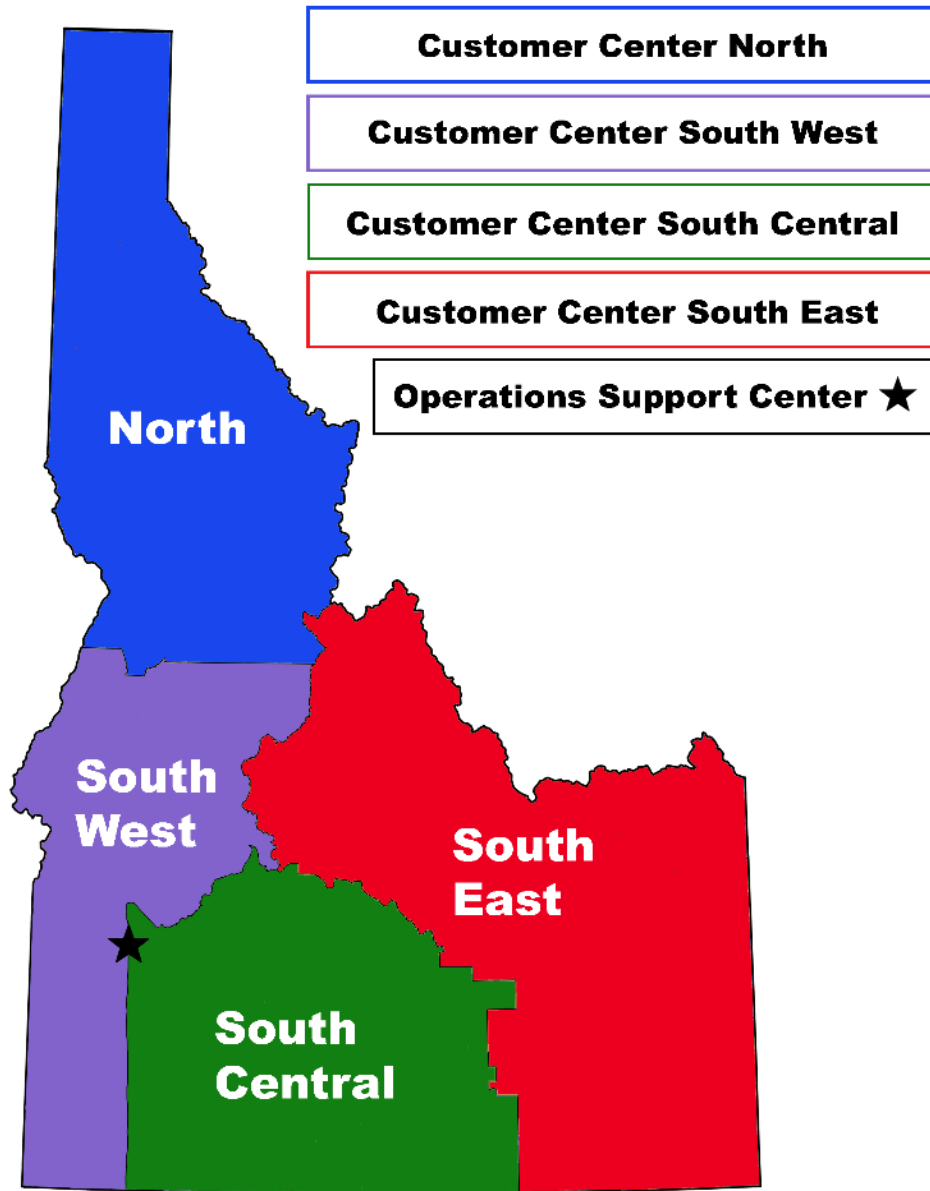 Customer Center North
Customer Center South West
Customer Center South Central
Customer Center South East
Operations Support Center ★
North
South
West
South
East
South
Central